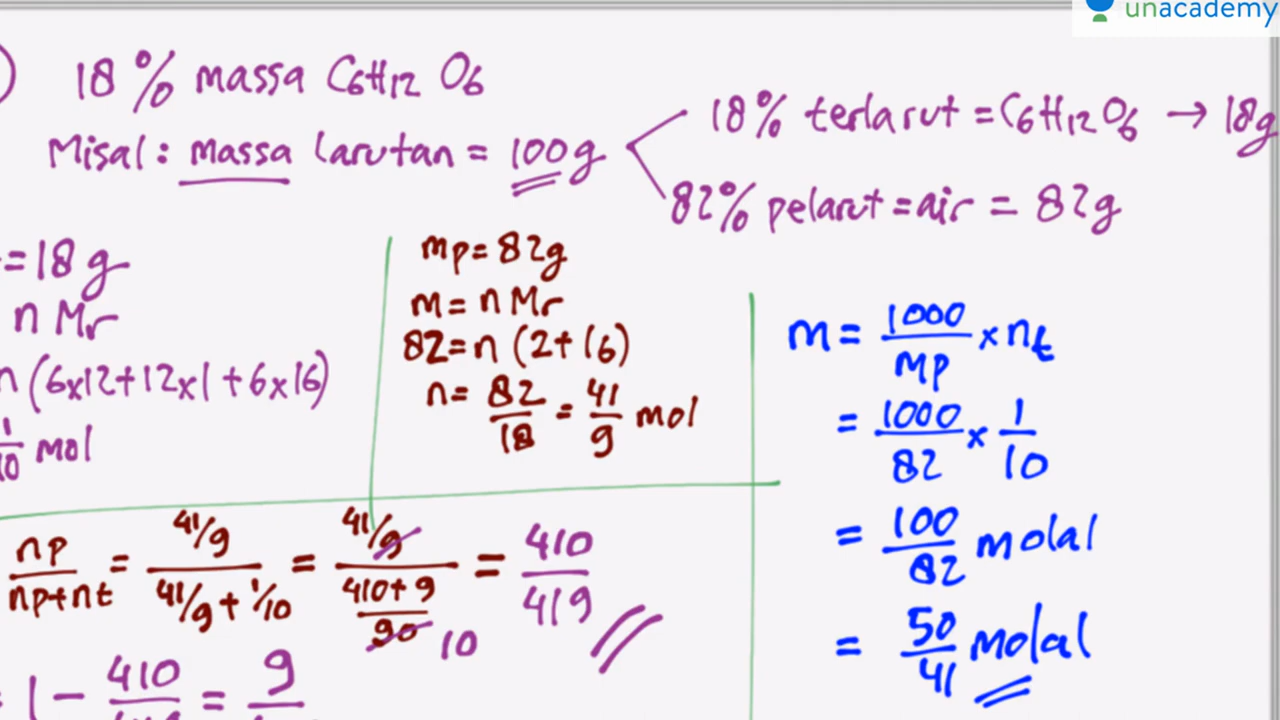 unacademy
) 18 % massa C6H12 O6
Misal : massa larutan = 100 g
18% terlarut = C6H12O6 → 18g
82% pelarut = air = 82g
= 18 g
n Mr
n (6x12+12x1+6x16)
1/10 mol
mp = 82g
m = n Mr
82 = n (2+16)
n = 82/18 = 41/9 mol
m = 1000/mp x nt
= 1000/82 x 1/10
= 100/82 molal
= 50/41 molal
np/(np+nt) = (41/9)/(41/9 + 1/10) = (41/9)/((410+9)/90) 10 = 410/419
= 1 - 410/ = 9/